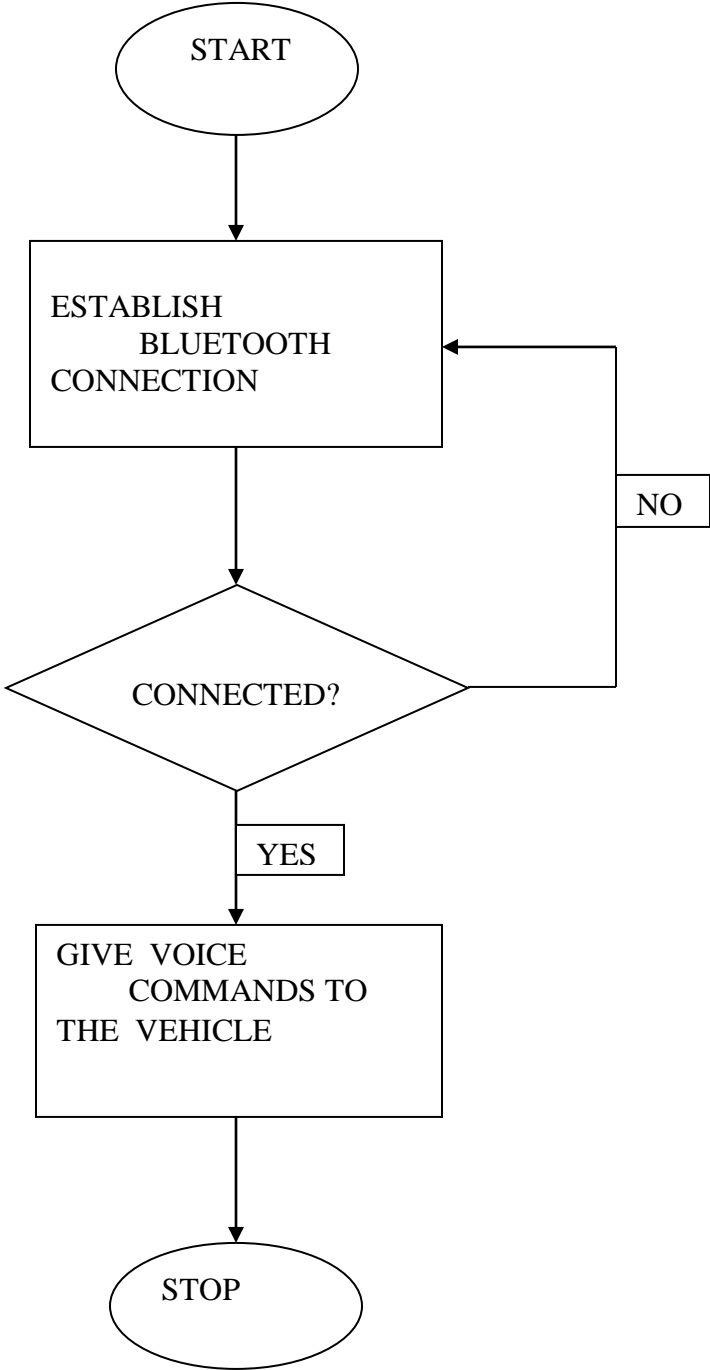 START
ESTABLISH
BLUETOOTH
CONNECTION
NO
CONNECTED?
YES
GIVE VOICE
COMMANDS TO
THE VEHICLE
STOP